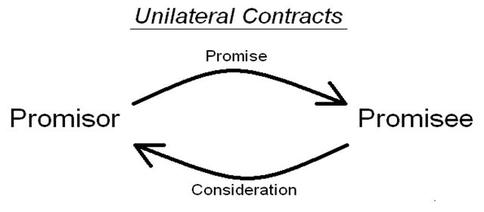 Unilateral Contracts
Promise
Promisor
Promisee
Consideration